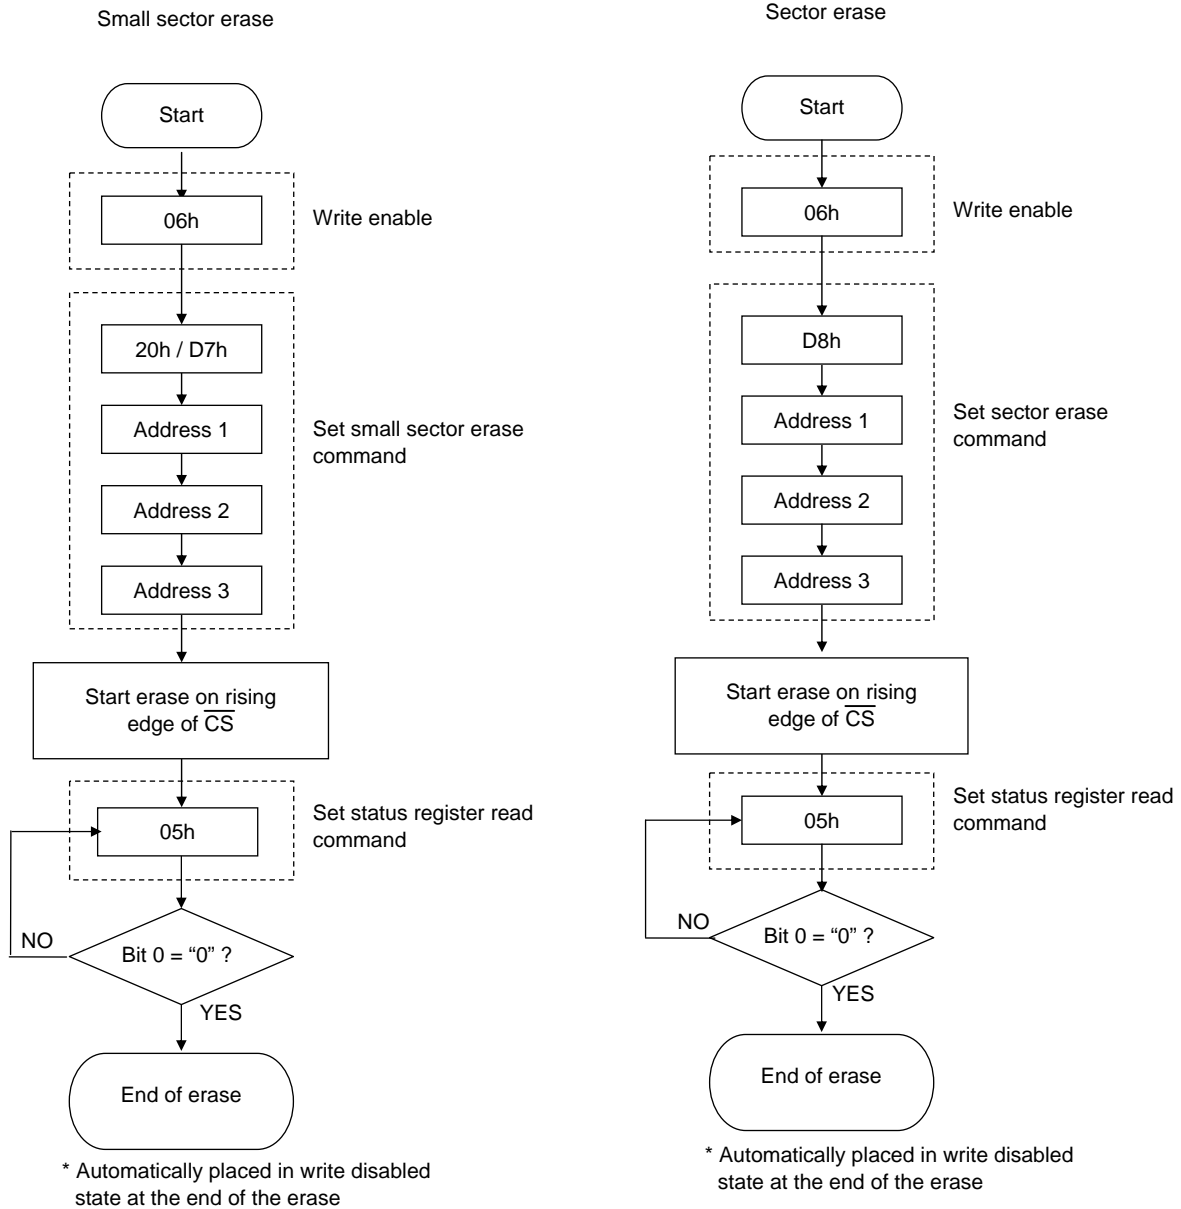 Small sector erase
Start
06h
Write enable
20h / D7h
Address 1
Address 2
Address 3
Set small sector erase
command
Start erase on rising
edge of C̅S̅
05h
Set status register read
command
NO
Bit 0 = “0” ?
YES
End of erase
* Automatically placed in write disabled
state at the end of the erase
Sector erase
Start
06h
Write enable
D8h
Address 1
Address 2
Address 3
Set sector erase
command
Start erase on rising
edge of C̅S̅
05h
Set status register read
command
NO
Bit 0 = “0” ?
YES
End of erase
* Automatically placed in write disabled
state at the end of the erase